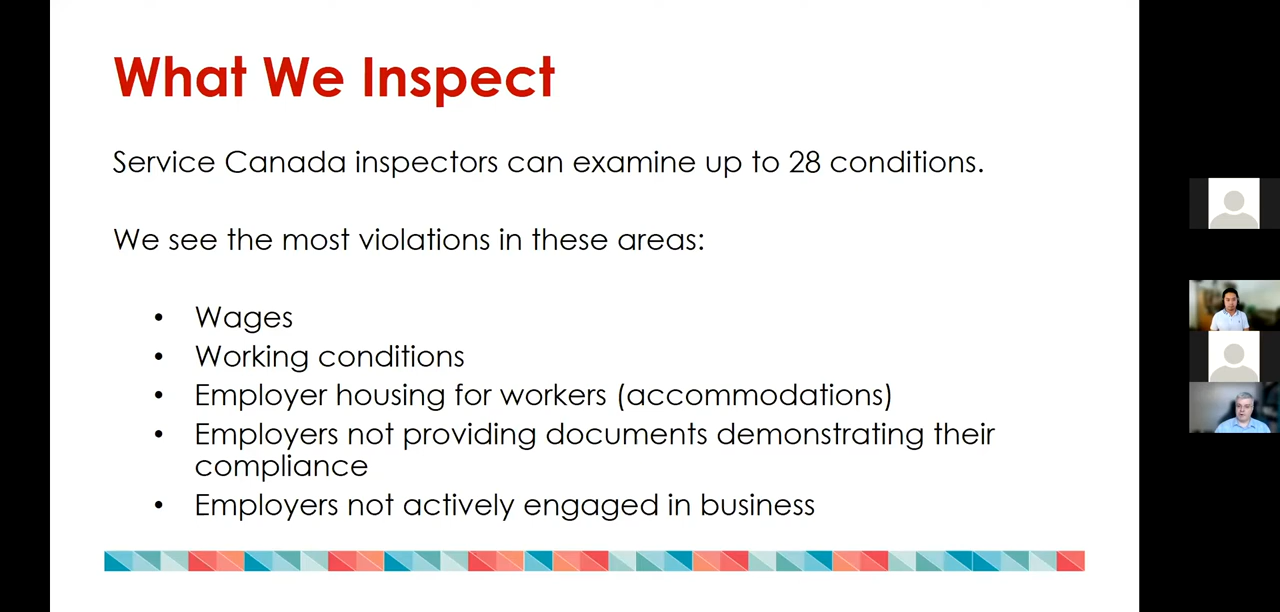 What We Inspect
Service Canada inspectors can examine up to 28 conditions.
We see the most violations in these areas:
• Wages
• Working conditions
• Employer housing for workers (accommodations)
• Employers not providing documents demonstrating their
compliance
• Employers not actively engaged in business